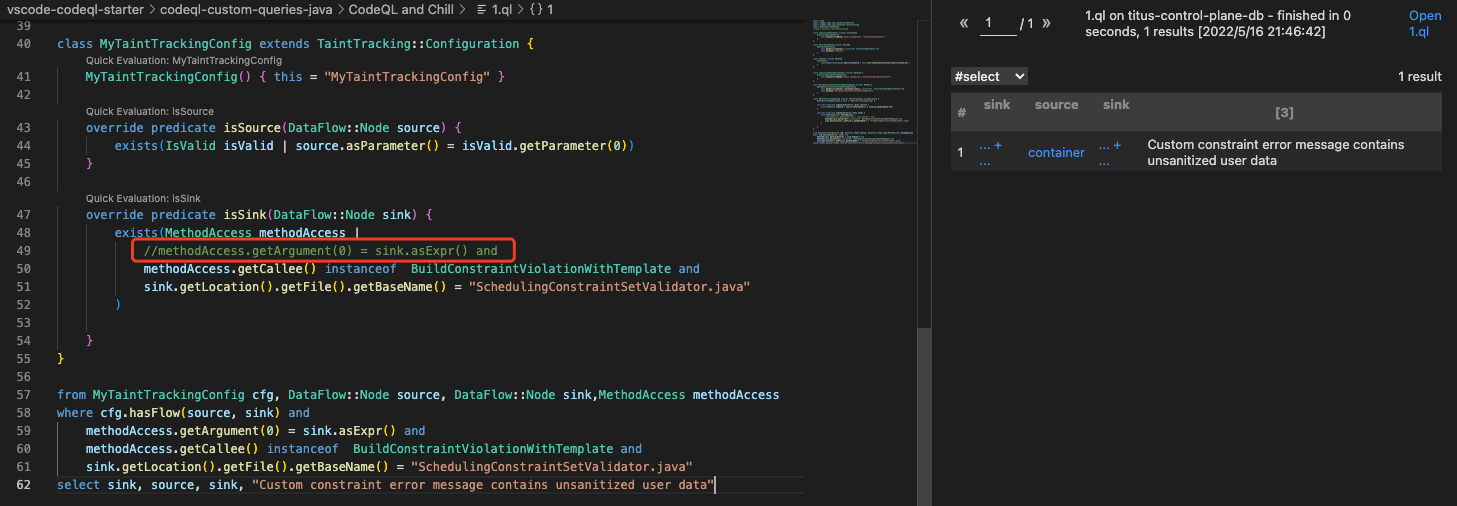 vscode-codeql-starter > codeql-custom-queries-java > CodeQL and Chill > 1.ql > {} 1
39
40 class MyTaintTrackingConfig extends TaintTracking::Configuration {
Quick Evaluation: MyTaintTrackingConfig
41 MyTaintTrackingConfig() { this = "MyTaintTrackingConfig" }
42
Quick Evaluation: isSource
43 override predicate isSource(DataFlow::Node source) {
44 exists(IsValid isValid | source.asParameter() = isValid.getParameter(0))
45 }
46
Quick Evaluation: isSink
47 override predicate isSink(DataFlow::Node sink) {
48 exists(MethodAccess methodAccess |
49 //methodAccess.getArgument(0) = sink.asExpr() and
50 methodAccess.getCallee() instanceof  BuildConstraintViolationWithTemplate and
51 sink.getLocation().getFile().getBaseName() = "SchedulingConstraintSetValidator.java"
52 )
53
54 }
55 }
56
57 from MyTaintTrackingConfig cfg, DataFlow::Node source, DataFlow::Node sink,MethodAccess methodAccess
58 where cfg.hasFlow(source, sink) and
59 methodAccess.getArgument(0) = sink.asExpr() and
60 methodAccess.getCallee() instanceof  BuildConstraintViolationWithTemplate and
61 sink.getLocation().getFile().getBaseName() = "SchedulingConstraintSetValidator.java"
62 select sink, source, sink, "Custom constraint error message contains unsanitized user data"
« 1 / 1 »
1.ql on titus-control-plane-db - finished in 0
seconds, 1 results [2022/5/16 21:46:42]
Open
1.ql
#select
1 result
# sink source sink [3]
1 ... + ... container ... + ... Custom constraint error message contains
unsanitized user data